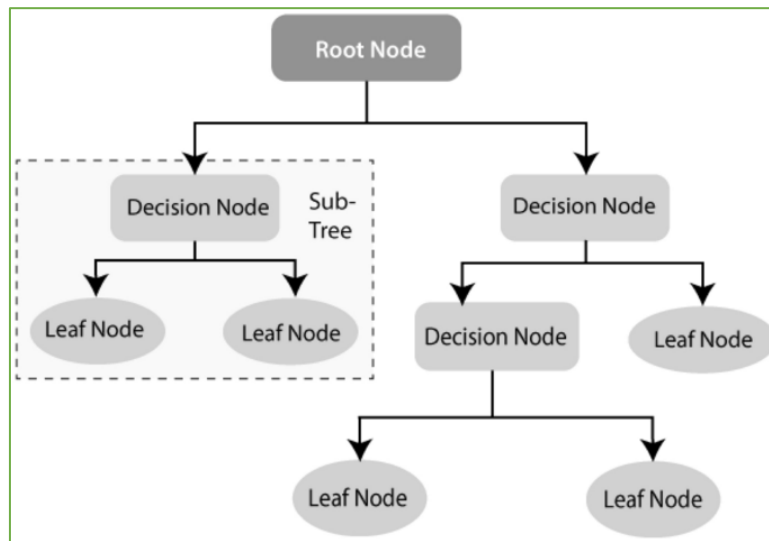 Root Node
Decision Node
Sub-
Tree
Decision Node
Leaf Node
Leaf Node
Decision Node
Leaf Node
Leaf Node
Leaf Node